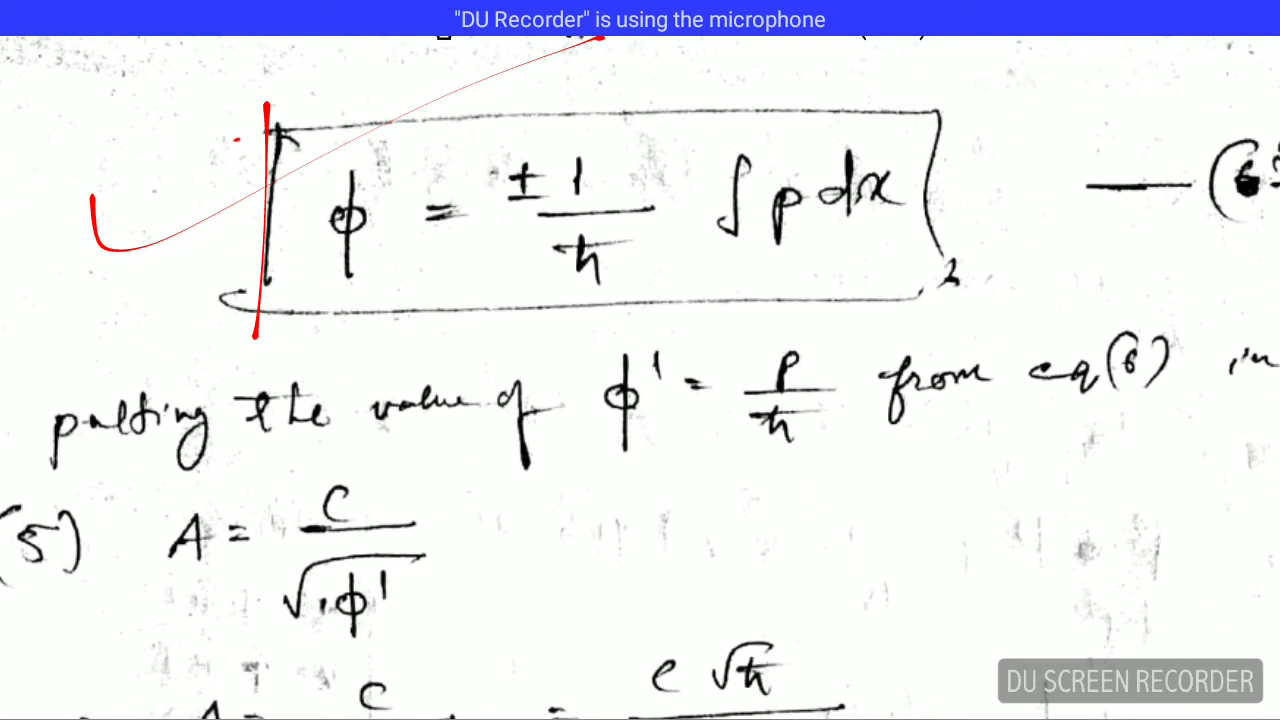 "DU Recorder" is using the microphone
ϕ = ± 1/ħ ∫ p dx — (6
putting the value of ϕ' = p/ħ from eq(6) in
(5) A = C/√ϕ'
A = C = c √ħ
DU SCREEN RECORDER